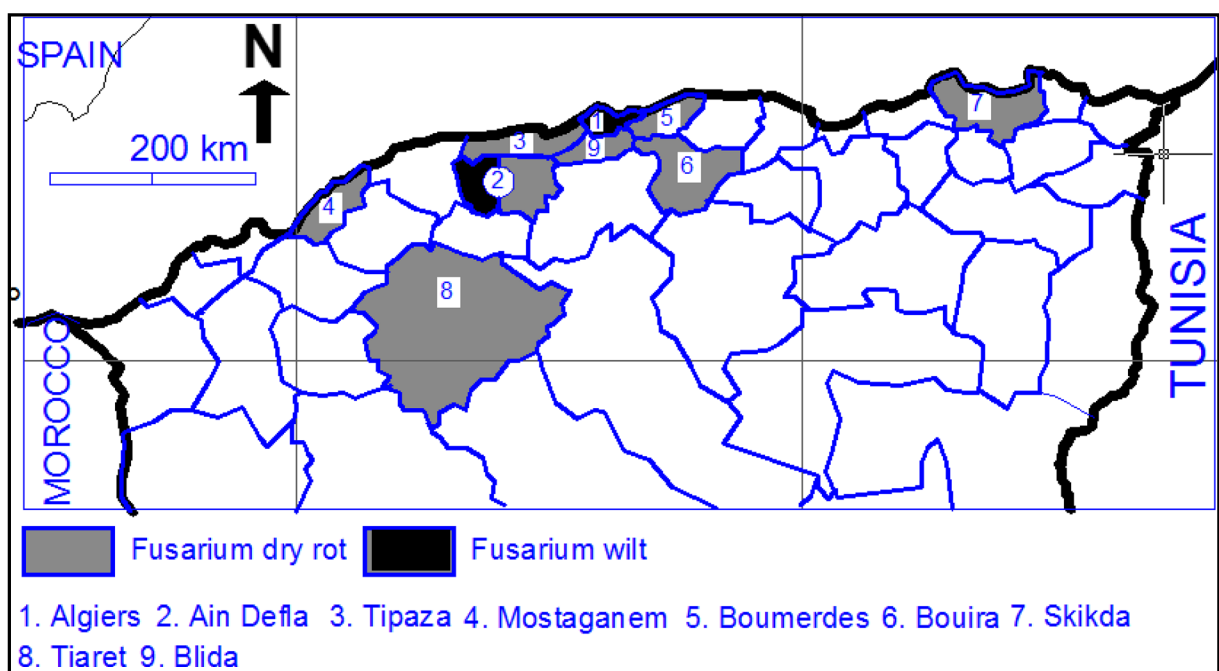 SPAIN
N
200 km
1
5
7
3
9
2
6
4
8
MOROCCO
TUNISIA
Fusarium dry rot
Fusarium wilt
1. Algiers 2. Ain Defla 3. Tipaza 4. Mostaganem 5. Boumerdes 6. Bouira 7. Skikda
8. Tiaret 9. Blida